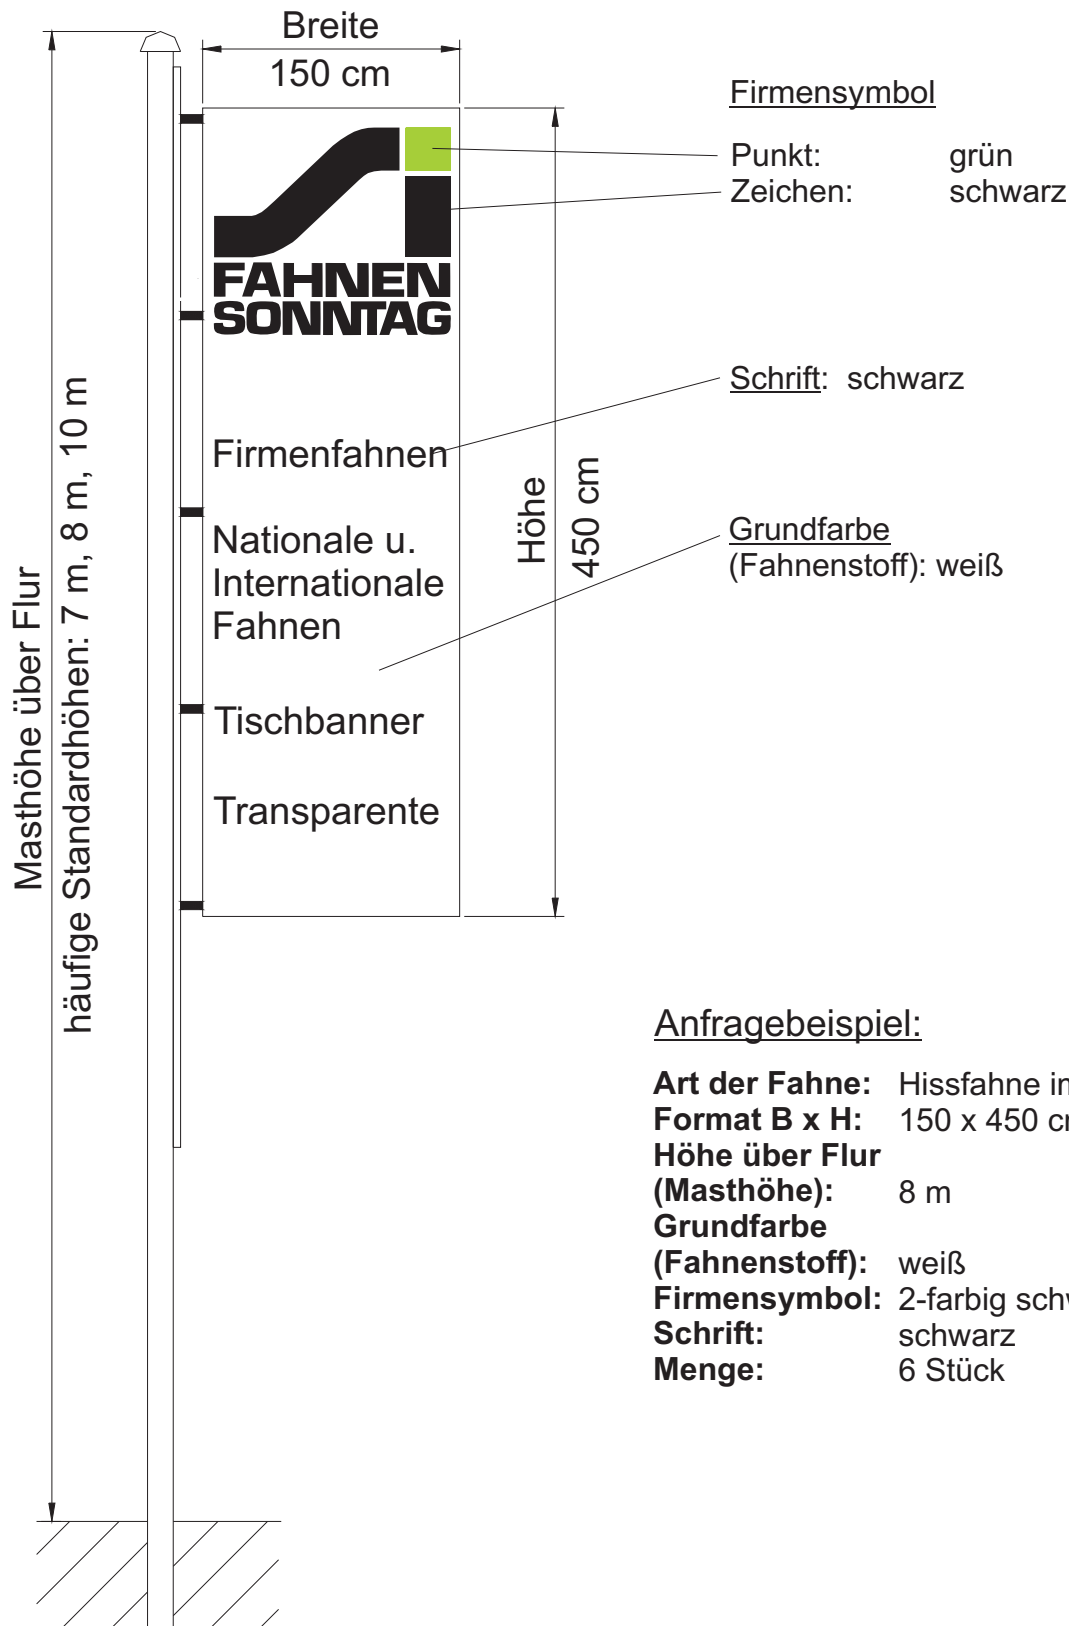 Breite
150 cm
Firmensymbol
Punkt: grün
Zeichen: schwarz
FAHNEN
SONNTAG
Schrift: schwarz
Firmenfahnen
Nationale u.
Internationale
Fahnen
Grundfarbe
(Fahnenstoff): weiß
Tischbanner
Transparente
Höhe
450 cm
Masthöhe über Flur
häufige Standardhöhen: 7 m, 8 m, 10 m
Anfragebeispiel:
Art der Fahne: Hissfahne
Format B x H: 150 x 450
Höhe über Flur
(Masthöhe): 8 m
Grundfarbe
(Fahnenstoff): weiß
Firmensymbol: 2-farbig
Schrift: schwarz
Menge: 6 Stück